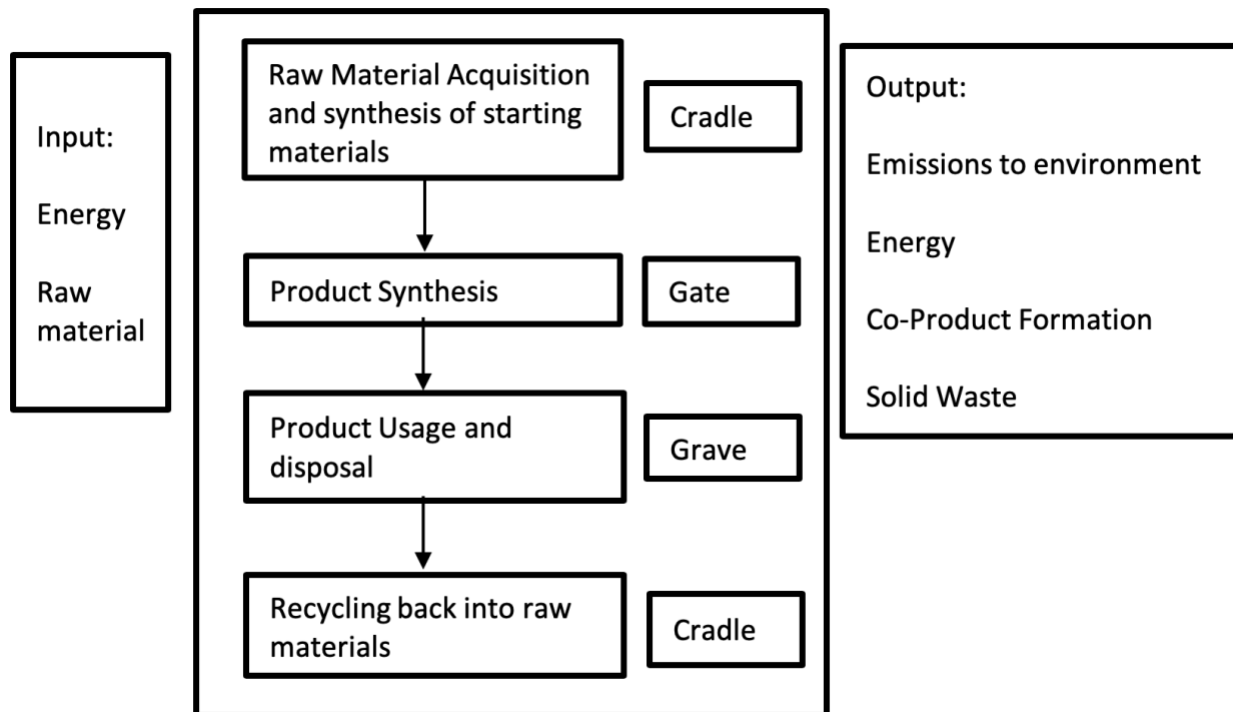 Input:
Energy
Raw
material
Raw Material Acquisition
and synthesis of starting
materials
Cradle
Product Synthesis
Gate
Product Usage and
disposal
Grave
Recycling back into raw
materials
Cradle
Output:
Emissions to environment
Energy
Co-Product Formation
Solid Waste